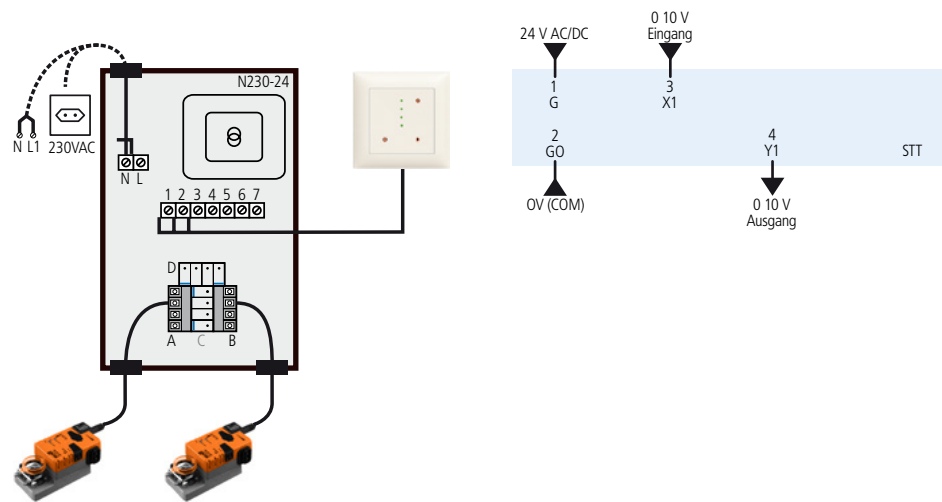 N230-24
N L1 230VAC
N L
1 2 3 4 5 6 7
D
A C B
24 V AC/DC
0 10 V
Eingang
1
G
3
X1
2
GO
4
Y1
STT
0V (COM)
0 10 V
Ausgang